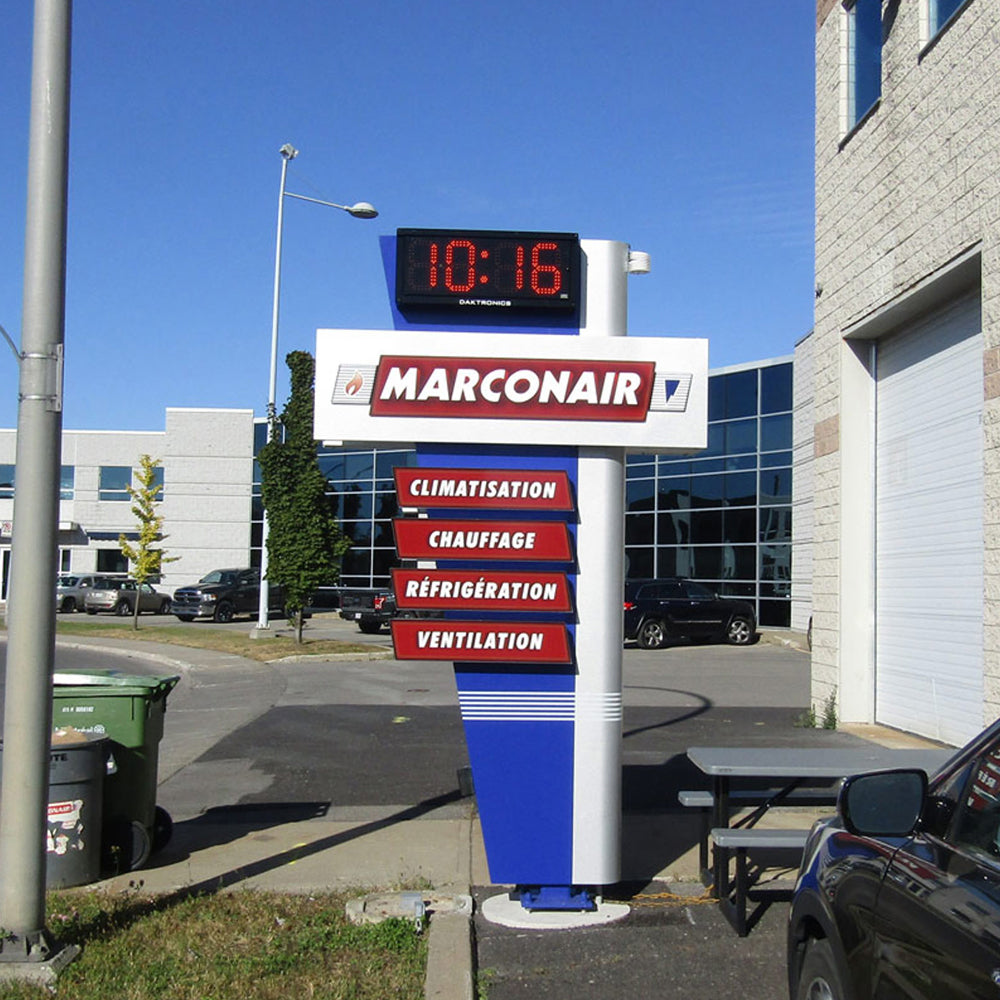 10:16
DAKTRONICS
MARCONAIR
CLIMATISATION
CHAUFFAGE
RÉFRIGÉRATION
VENTILATION